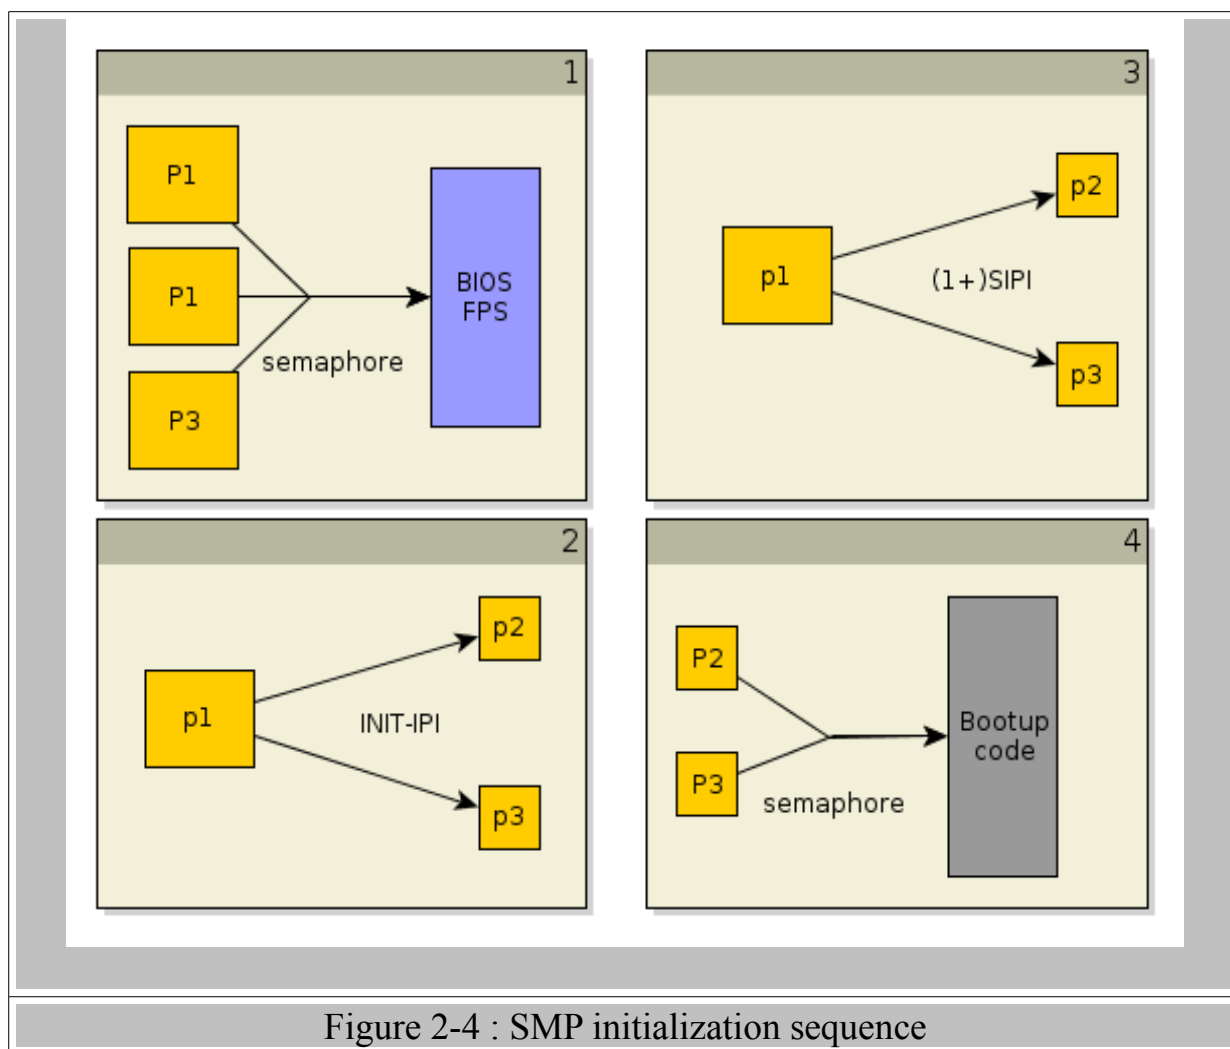 1
P1
P1
P3
semaphore
BIOS
FPS
2
p1
p2
INIT-IPI
p3
3
p1
p2
(1+)SIPI
p3
4
P2
P3
semaphore
Bootup
code
Figure 2-4 : SMP initialization sequence